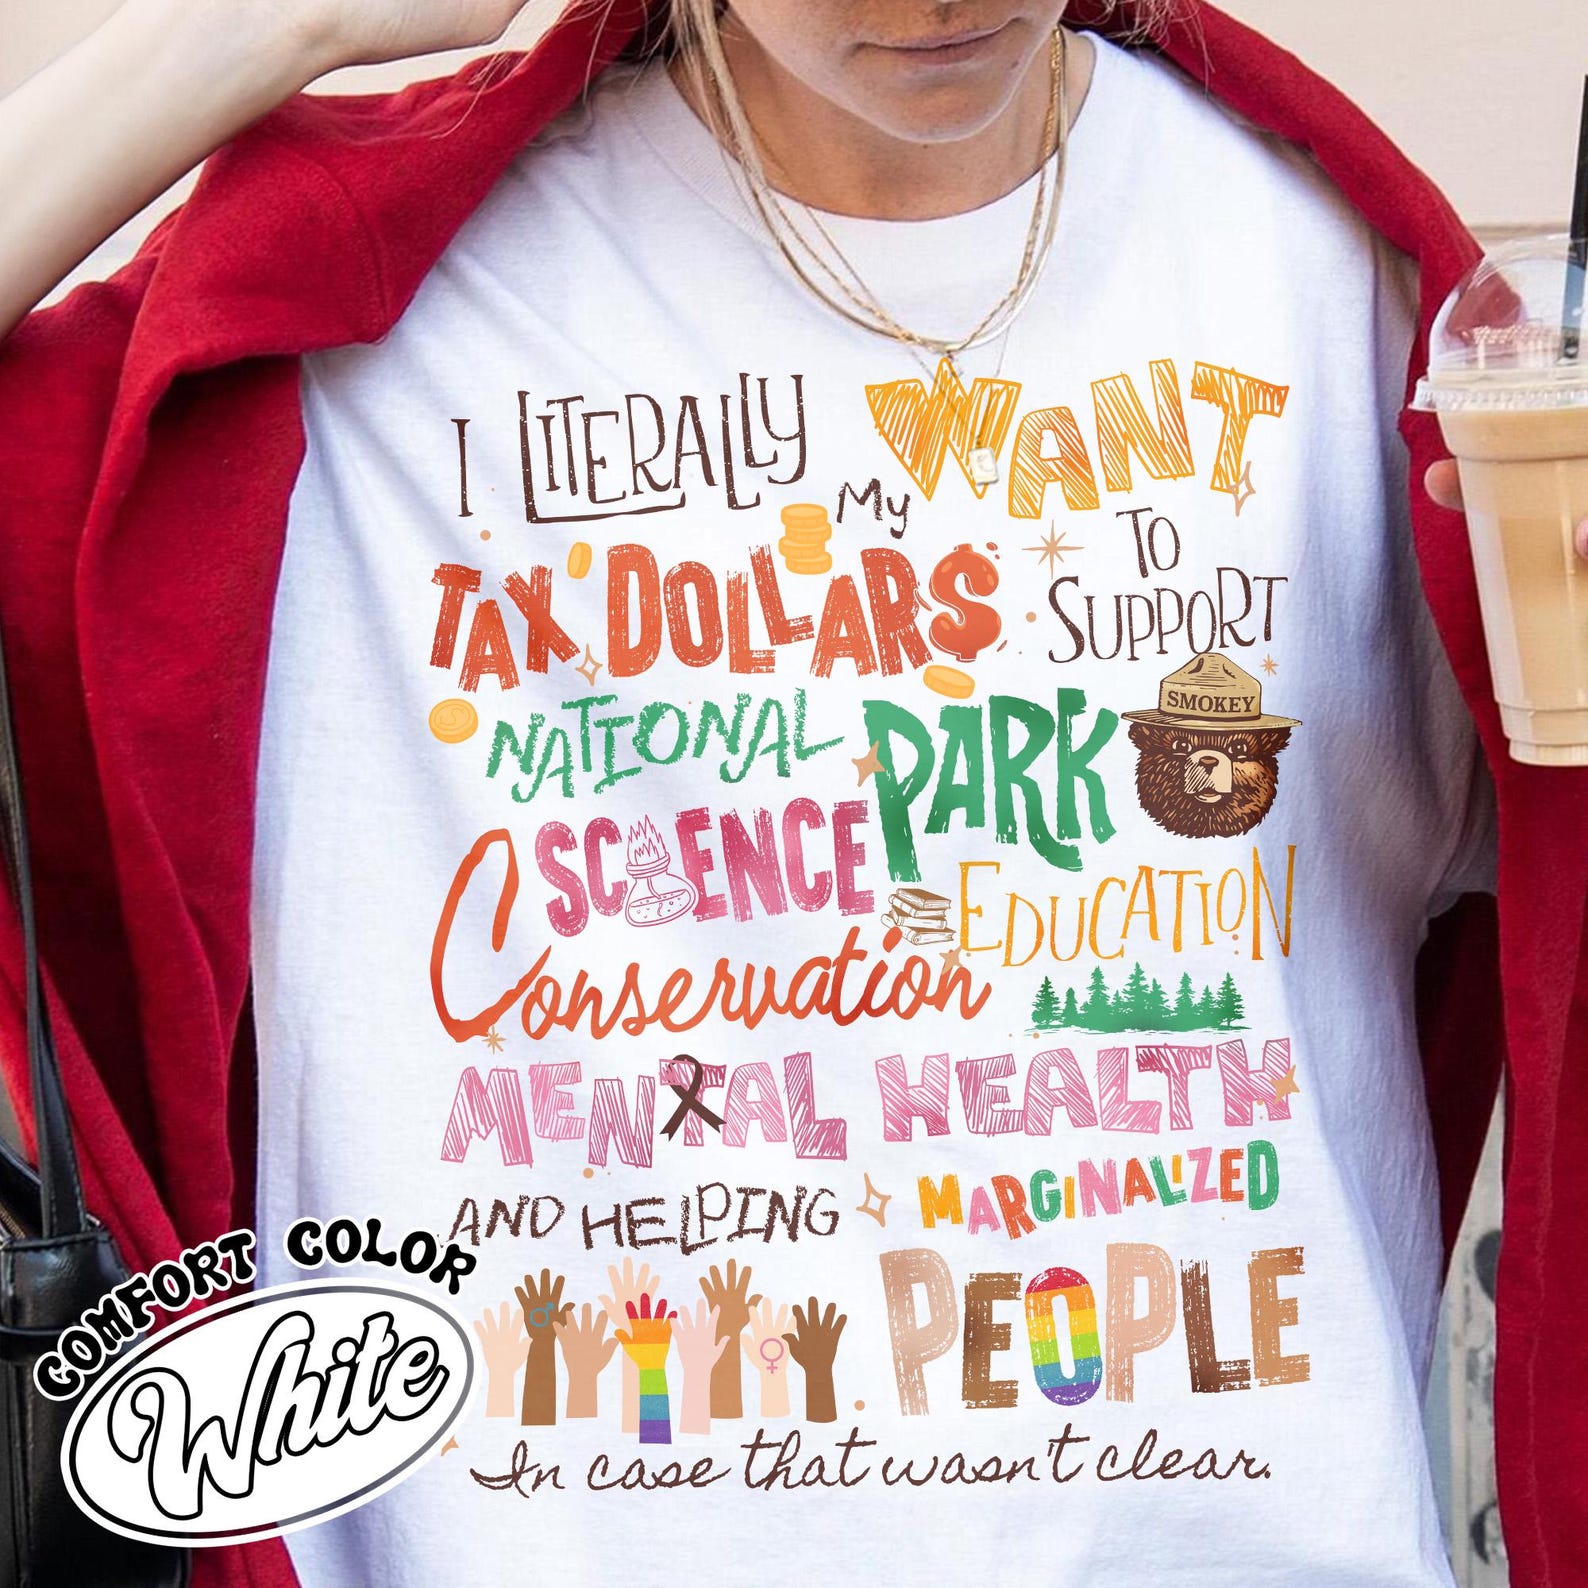 I LITERALLY WANT
My
TO
TAX DOLLARS
SUPPORT
NATIONAL PARK
SMOKEY
SCIENCE
EDUCATION
Conservation
MENTAL HEALTH
AND HELPING MARGINALIZED
PEOPLE
In case that wasn't clear.
COMFORT COLOR
White